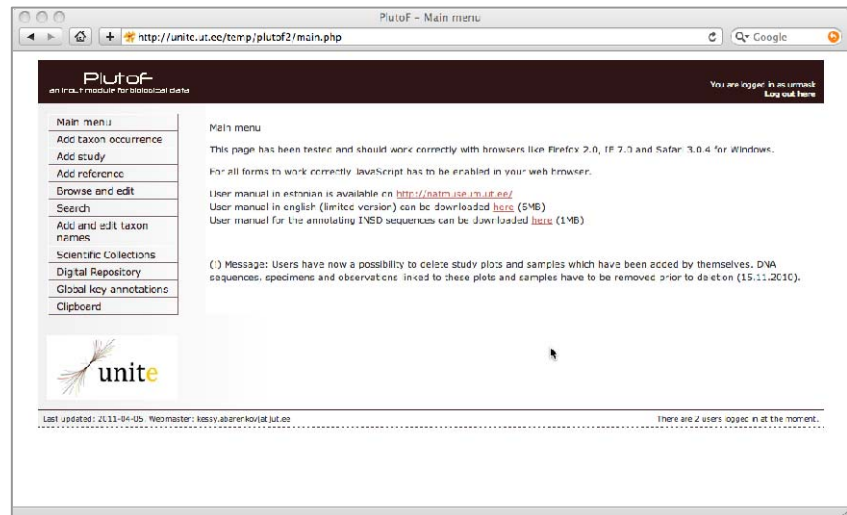 PlutoF – Main menu
http://unite.ut.ee/temp/plutof2/main.php
Google
PlutoF
an input module for biological data
You are logged in as urmask
Log out here
Main menu
Add taxon occurrence
Add study
Add reference
Browse and edit
Search
Add and edit taxon
names
Scientific Collections
Digital Repository
Global key annotations
Clipboard
unite
Main menu
This page has been tested and should work correctly with browsers like Firefox 2.0, IE 7.0 and Safari 3.0.4 for Windows.
For all forms to work correctly JavaScript has to be enabled in your web browser.
User manual in estonian is available on http://natmuseum.ut.ee/
User manual in english (limited version) can be downloaded here (5MB)
User manual for the annotating INSD sequences can be downloaded here (1MB)
(!) Message: Users have now a possibility to delete study plots and samples which have been added by themselves. DNA
sequences, specimens and observations linked to these plots and samples have to be removed prior to deletion (15.11.2010).
Last updated: 2011-04-05. Webmaster: kessy.abarenkov[at]ut.ee
There are 2 users logged in at the moment.